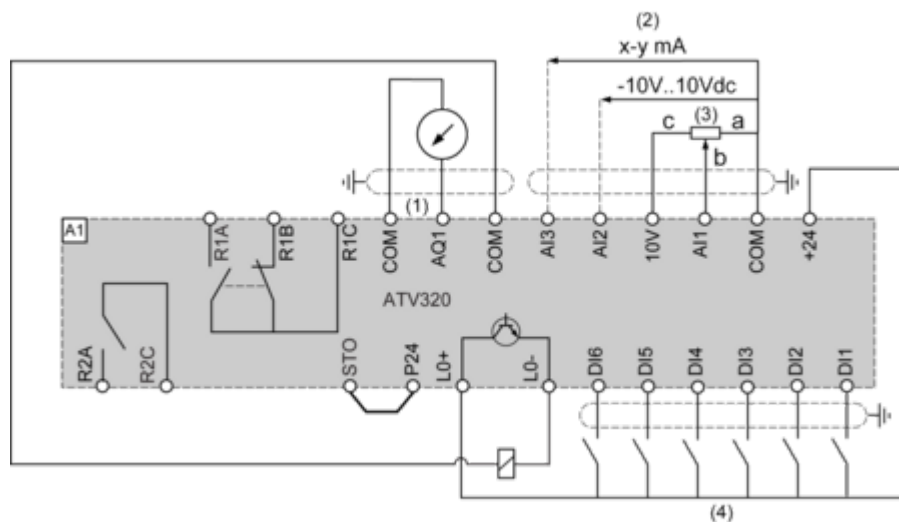 (2)
x-y mA
-10V..10Vdc
c (3) a
b
(1)
A1
R1A
R1B
R1C
COM
AQ1
COM
AI3
AI2
10V
AI1
COM
+24
ATV320
R2A
R2C
STO
P24
L0+
L0-
DI6
DI5
DI4
DI3
DI2
DI1
(4)